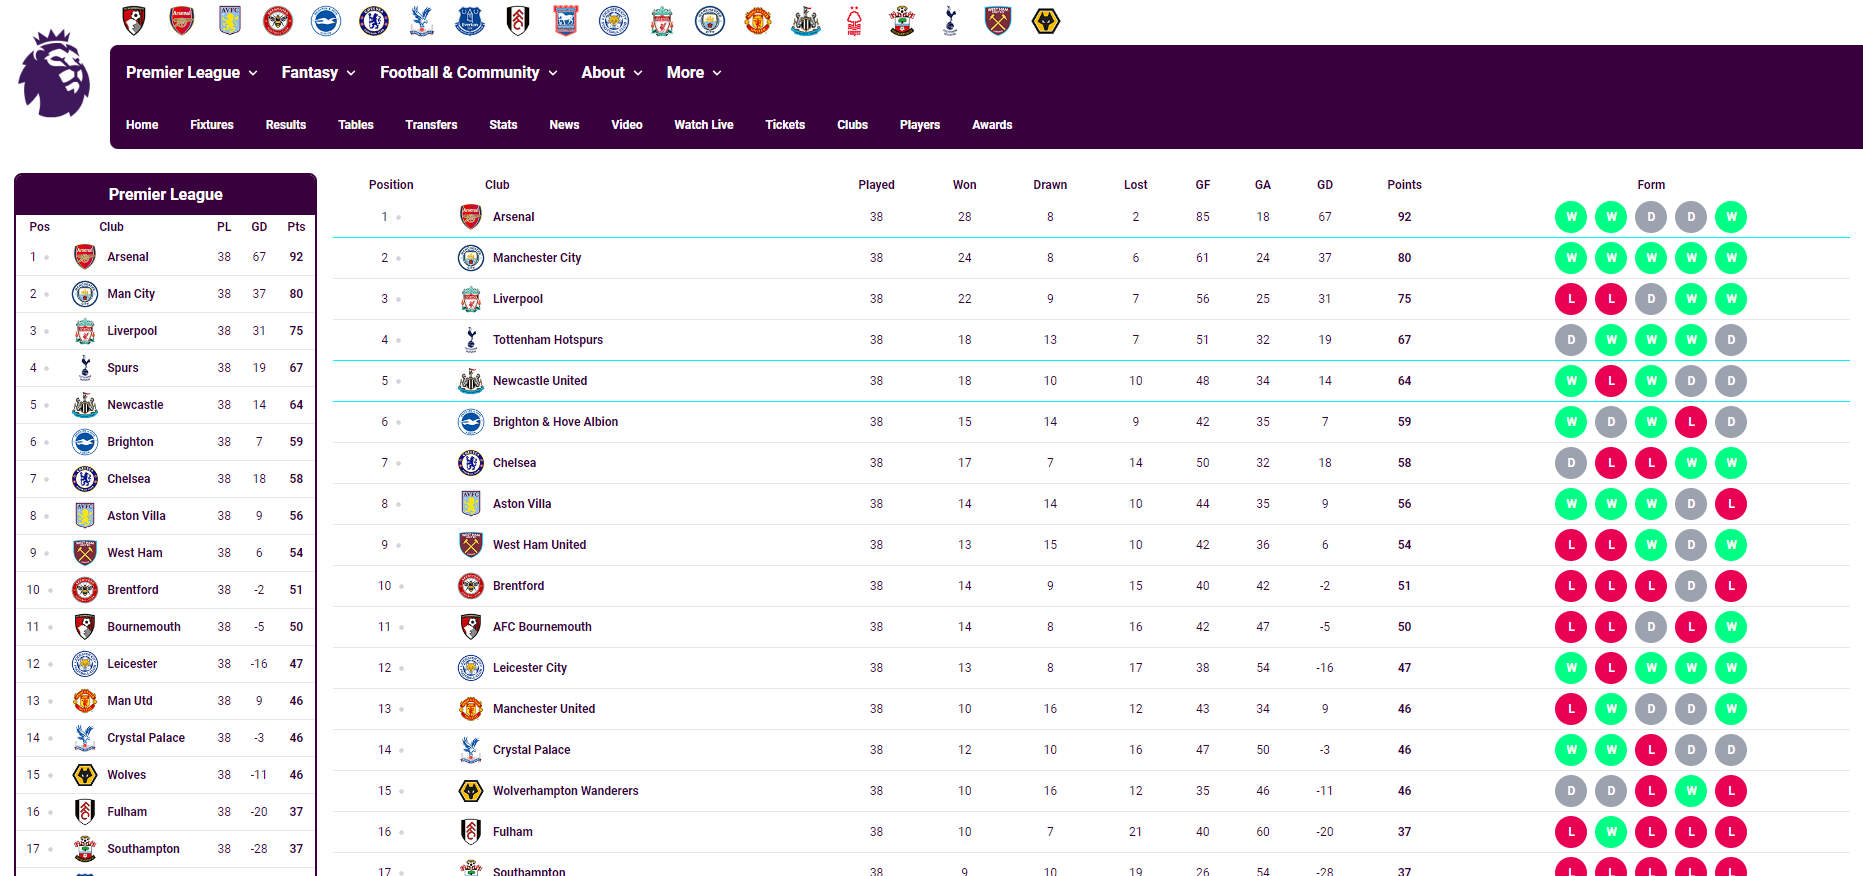 Premier League Fantasy Football & Community About More
Home Fixtures Results Tables Transfers Stats News Video Watch Live Tickets Clubs Players Awards
Premier League
Pos Club PL GD Pts
1 Arsenal 38 67 92
2 Man City 38 37 80
3 Liverpool 38 31 75
4 Spurs 38 19 67
5 Newcastle 38 14 64
6 Brighton 38 7 59
7 Chelsea 38 18 58
8 Aston Villa 38 9 56
9 West Ham 38 6 54
10 Brentford 38 -2 51
11 Bournemouth 38 -5 50
12 Leicester 38 -16 47
13 Man Utd 38 9 46
14 Crystal Palace 38 -3 46
15 Wolves 38 -11 46
16 Fulham 38 -20 37
17 Southampton 38 -28 37
Position Club Played Won Drawn Lost GF GA GD Points Form
1 Arsenal 38 28 8 2 85 18 67 92 W W D D W
2 Manchester City 38 24 8 6 61 24 37 80 W W W W W
3 Liverpool 38 22 9 7 56 25 31 75 L L D W W
4 Tottenham Hotspurs 38 18 13 7 51 32 19 67 D W W W D
5 Newcastle United 38 18 10 10 48 34 14 64 W L W D D
6 Brighton & Hove Albion 38 15 14 9 42 35 7 59 W D W L D
7 Chelsea 38 17 7 14 50 32 18 58 D L L W W
8 Aston Villa 38 14 14 10 44 35 9 56 W W W D L
9 West Ham United 38 13 15 10 42 36 6 54 L L W D W
10 Brentford 38 14 9 15 40 42 -2 51 L L L D L
11 AFC Bournemouth 38 14 8 16 42 47 -5 50 L L D L W
12 Leicester City 38 13 8 17 38 54 -16 47 W L W W W
13 Manchester United 38 10 16 12 43 34 9 46 L W D D W
14 Crystal Palace 38 12 10 16 47 50 -3 46 W W L D D
15 Wolverhampton Wanderers 38 10 16 12 35 46 -11 46 D D L W L
16 Fulham 38 10 7 21 40 60 -20 37 L W L L L
17 Southampton 38 9 10 19 26 54 -28 37 L L L L L